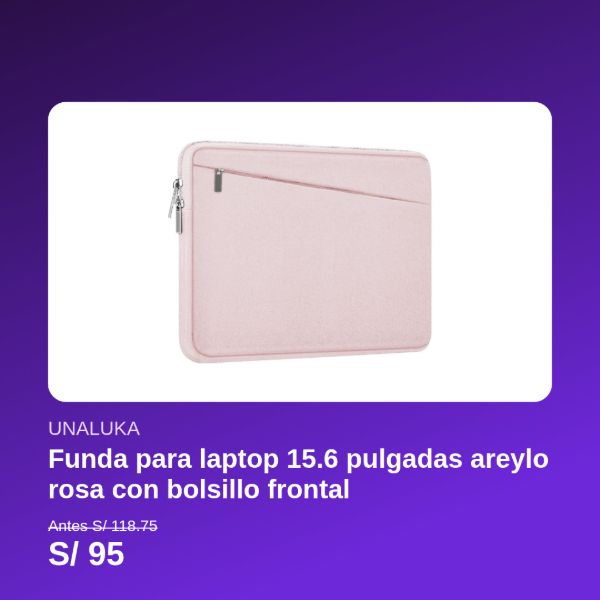 UNALUKA
Funda para laptop 15.6 pulgadas areylo
rosa con bolsillo frontal
Antes S/ 118.75
S/ 95